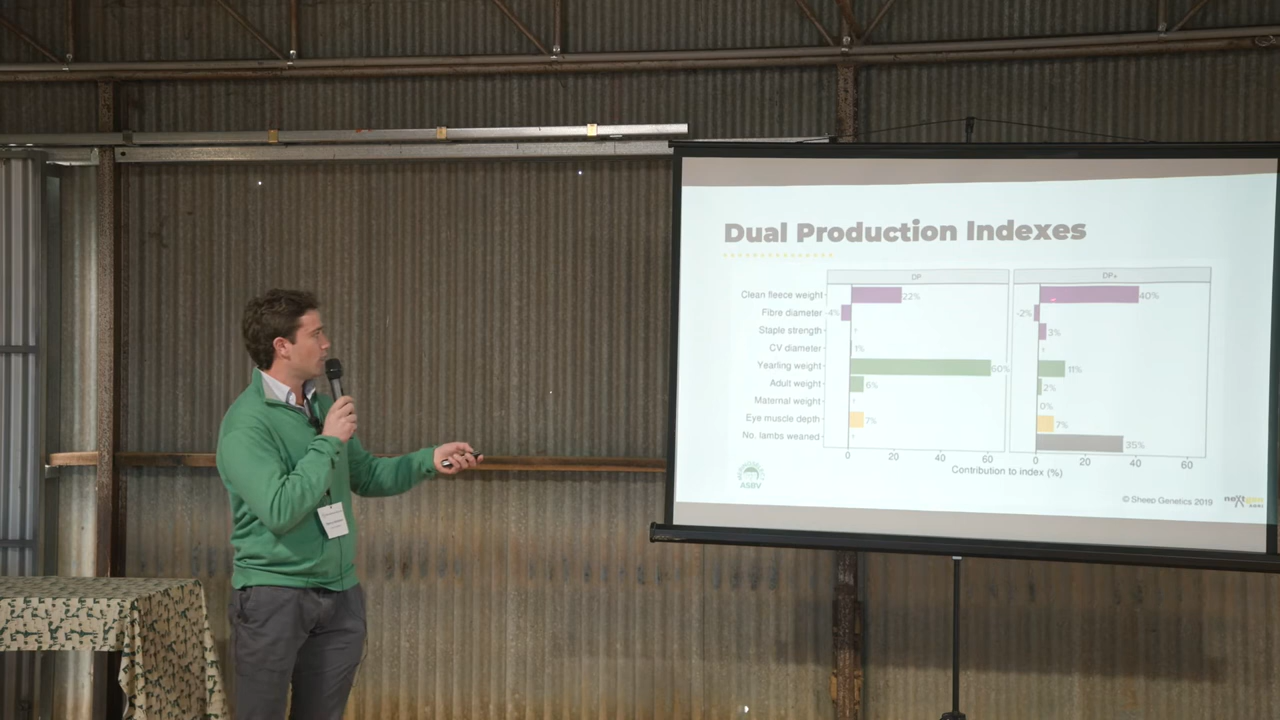 Dual Production Indexes
DP
DP+
Clean fleece weight
22%
40%
Fibre diameter
-4%
-2%
Staple strength
3%
CV diameter
1%
Yearling weight
60%
11%
Adult weight
6%
2%
Maternal weight
0%
Eye muscle depth
7%
7%
No. lambs weaned
35%
0 20 40 60
0 20 40 60
Contribution to index (%)
ASBV
© Sheep Genetics 2019
nextgen